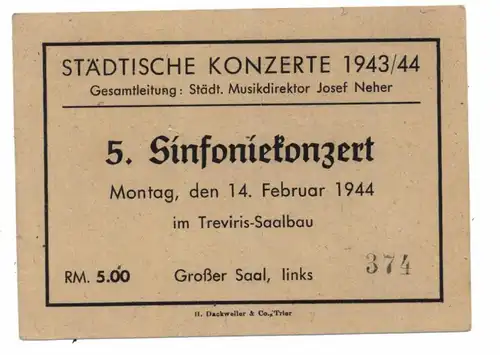 STÄDTISCHE KONZERTE 1943/44
Gesamtleitung: Städt. Musikdirektor Josef Neher
5. Sinfoniekonzert
Montag, den 14. Februar 1944
im Treviris-Saalbau
RM. 5.00 Großer Saal, links 374
H. Dackweiler & Co., Trier